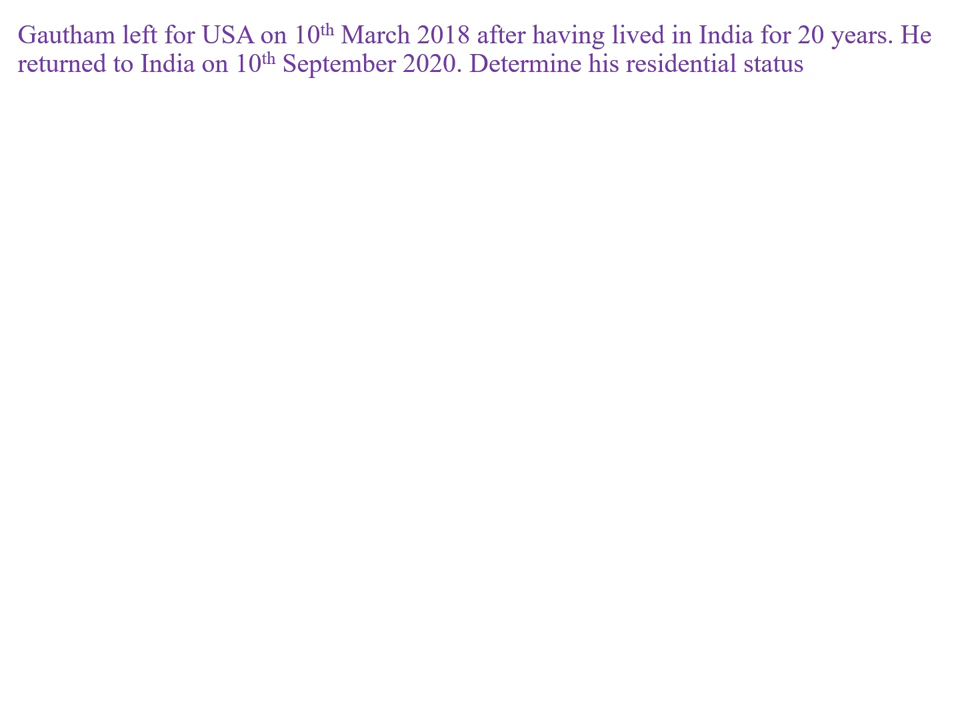 Gautham left for USA on 10th March 2018 after having lived in India for 20 years. He
returned to India on 10th September 2020. Determine his residential status